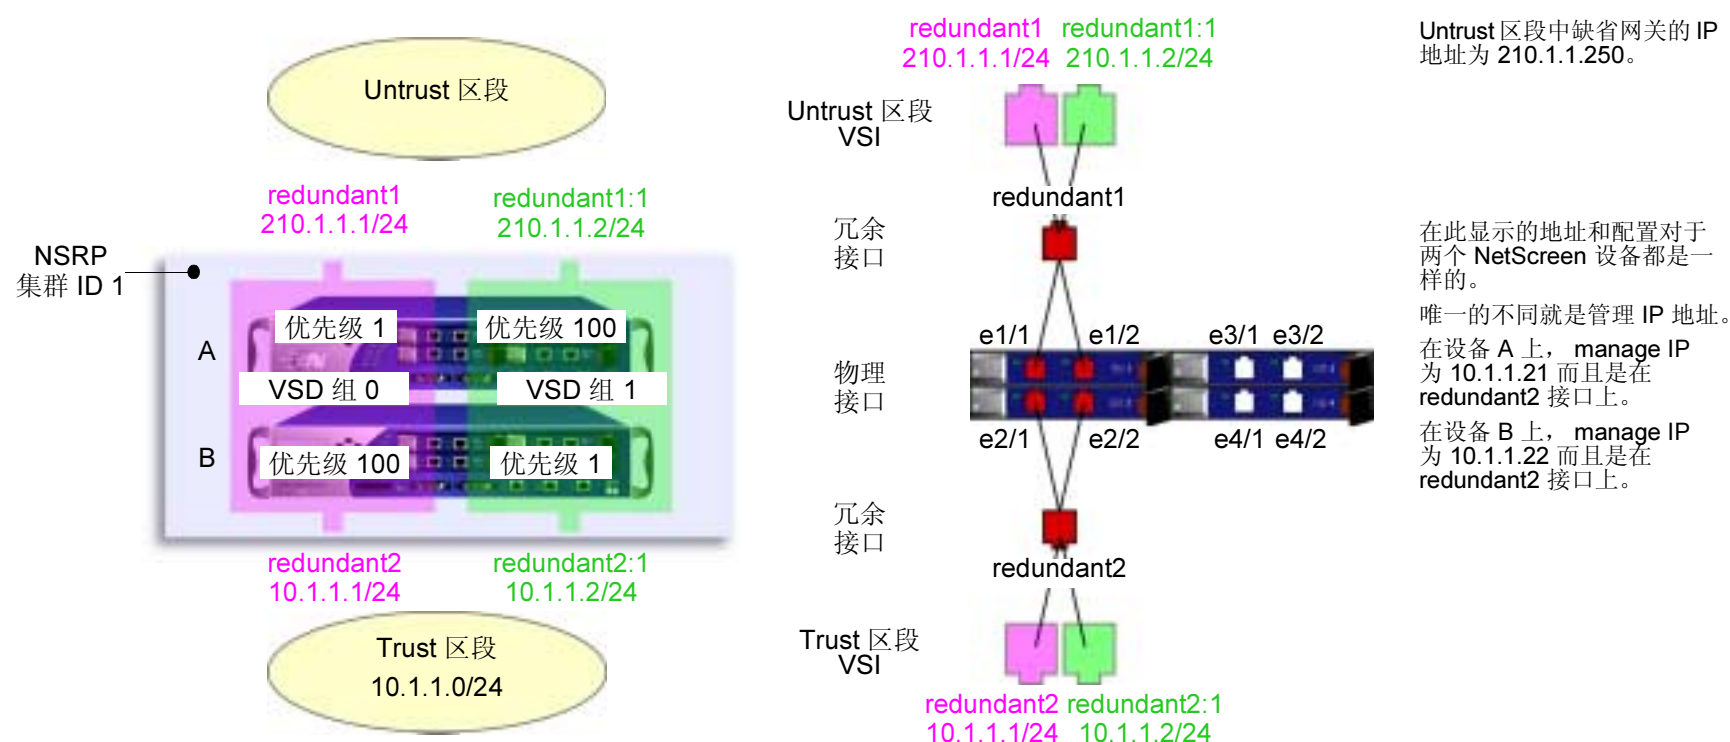 Untrust 区段
redundant1
210.1.1.1/24
redundant1:1
210.1.1.2/24
NSRP
集群 ID 1
A
优先级 1
优先级 100
VSD 组 0
VSD 组 1
B
优先级 100
优先级 1
redundant2
10.1.1.1/24
redundant2:1
10.1.1.2/24
Trust 区段
10.1.1.0/24
redundant1
210.1.1.1/24
redundant1:1
210.1.1.2/24
Untrust 区段
VSI
redundant1
冗余
接口
e1/1
e1/2
e3/1
e3/2
物理
接口
e2/1
e2/2
e4/1
e4/2
冗余
接口
redundant2
Trust 区段
VSI
redundant2
10.1.1.1/24
redundant2:1
10.1.1.2/24
Untrust 区段中缺省网关的 IP
地址为 210.1.1.250。
在此显示的地址和配置对于
两个 NetScreen 设备都是一
样的。
唯一的不同就是管理 IP 地址。
在设备 A 上， manage IP
为 10.1.1.21 而且是在
redundant2 接口上。
在设备 B 上， manage IP
为 10.1.1.22 而且是在
redundant2 接口上。